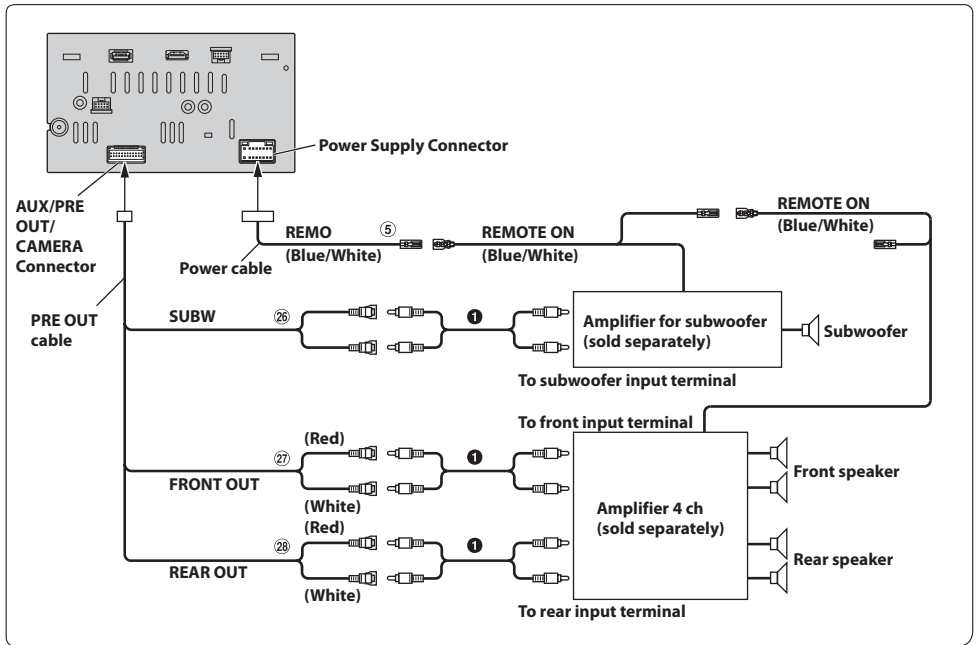 Power Supply Connector
AUX/PRE
OUT/
CAMERA
Connector
REMO
(Blue/White)
⑤
REMOTE ON
(Blue/White)
REMOTE ON
(Blue/White)
Power cable
PRE OUT
cable
SUBW
㉖
❶
Amplifier for subwoofer
(sold separately)
Subwoofer
To subwoofer input terminal
To front input terminal
(Red)
㉗
FRONT OUT
(White)
❶
Front speaker
Amplifier 4 ch
(sold separately)
(Red)
㉘
REAR OUT
(White)
❶
Rear speaker
To rear input terminal